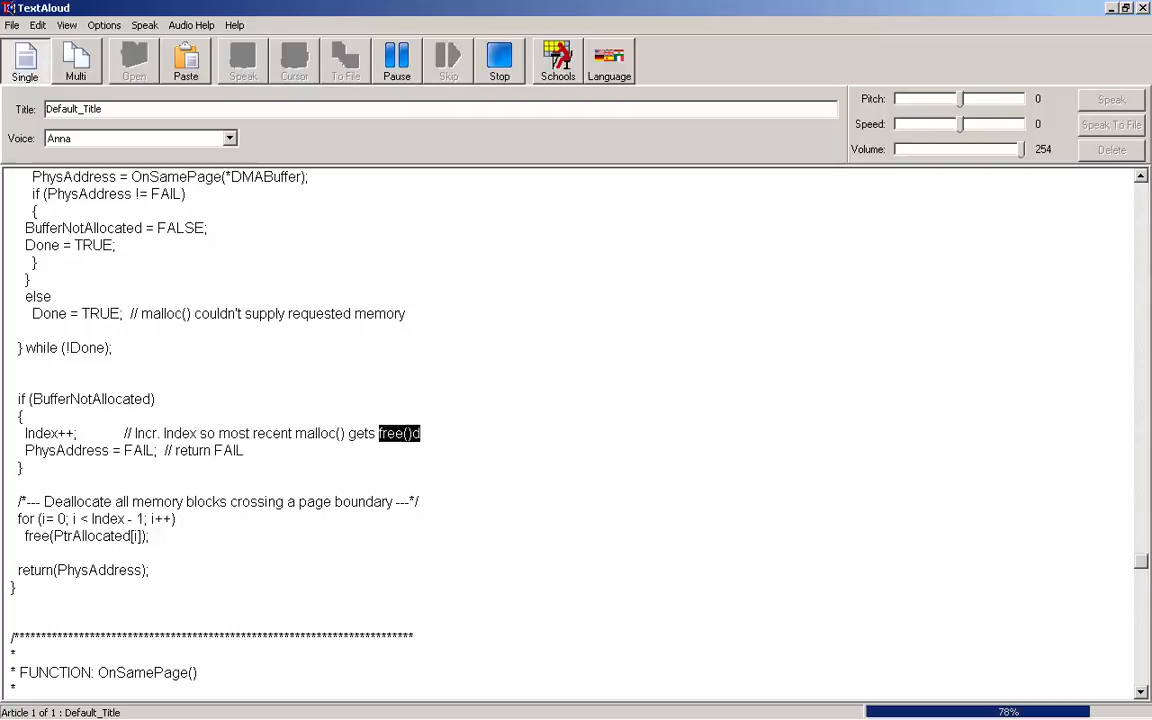 TextAloud
File Edit View Options Speak Audio Help Help
Single Multi Open Paste Speak Cursor To File Pause Skip Stop Schools Language
Title: Default_Title
Voice: Anna
Pitch: 0 Speak
Speed: 0 Speak To File
Volume: 254 Delete
PhysAddress = OnSamePage(*DMABuffer);
if (PhysAddress != FAIL)
{
BufferNotAllocated = FALSE;
Done = TRUE;
}
}
else
Done = TRUE; // malloc() couldn't supply requested memory
} while (!Done);
if (BufferNotAllocated)
{
Index++; // Incr. Index so most recent malloc() gets free()d
PhysAddress = FAIL; // return FAIL
}
/*--- Deallocate all memory blocks crossing a page boundary ---*/
for (i= 0; i < Index - 1; i++)
free(PtrAllocated[i]);
return(PhysAddress);
}
/****************************************************************************
*
* FUNCTION: OnSamePage()
*
Article 1 of 1 : Default_Title 78%